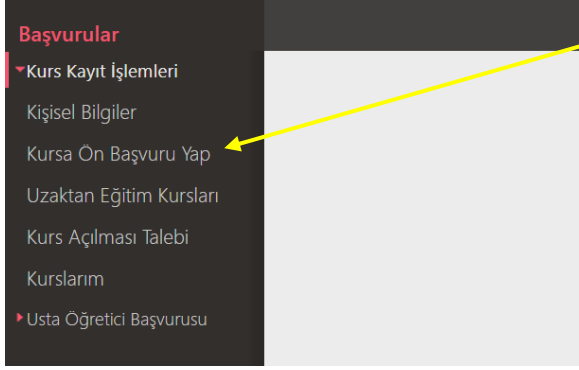 Başvurular
Kurs Kayıt İşlemleri
Kişisel Bilgiler
Kursa Ön Başvuru Yap
Uzaktan Eğitim Kursları
Kurs Açılması Talebi
Kurslarım
Usta Öğretici Başvurusu